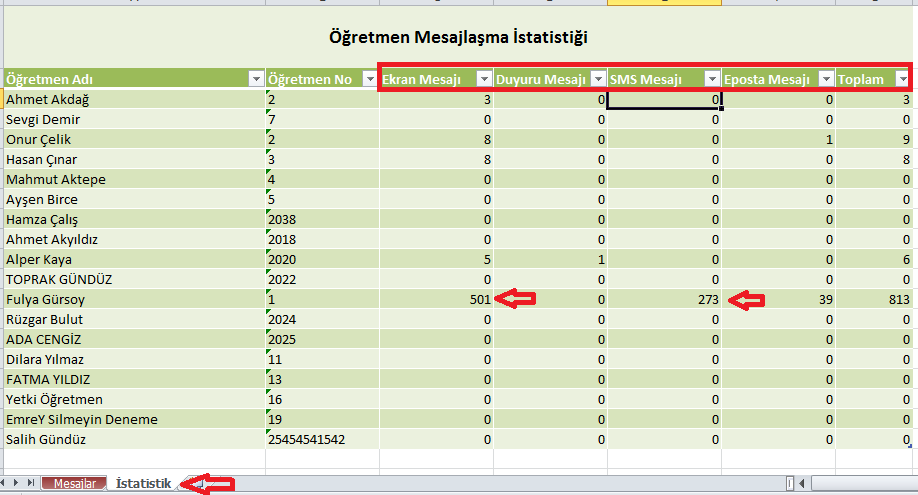 Öğretmen Mesajlaşma İstatistiği
Öğretmen Adı Öğretmen No Ekran Mesajı Duyuru Mesajı SMS Mesajı Eposta Mesajı Toplam
Ahmet Akdağ 2 3 0 0 0 3
Sevgi Demir 7 0 0 0 0 0
Onur Çelik 2 8 0 0 1 9
Hasan Çınar 3 8 0 0 0 8
Mahmut Aktepe 4 0 0 0 0 0
Ayşen Birce 5 0 0 0 0 0
Hamza Çalış 2038 0 0 0 0 0
Ahmet Akyıldız 2018 0 0 0 0 0
Alper Kaya 2020 5 1 0 0 6
TOPRAK GÜNDÜZ 2022 0 0 0 0 0
Fulya Gürsoy 1 501 0 273 39 813
Rüzgar Bulut 2024 0 0 0 0 0
ADA CENGİZ 2025 0 0 0 0 0
Dilara Yılmaz 11 0 0 0 0 0
FATMA YILDIZ 13 0 0 0 0 0
Yetki Öğretmen 16 0 0 0 0 0
EmreY Silmeyin Deneme 19 0 0 0 0 0
Salih Gündüz 25454541542 0 0 0 0 0
Mesajlar İstatistik